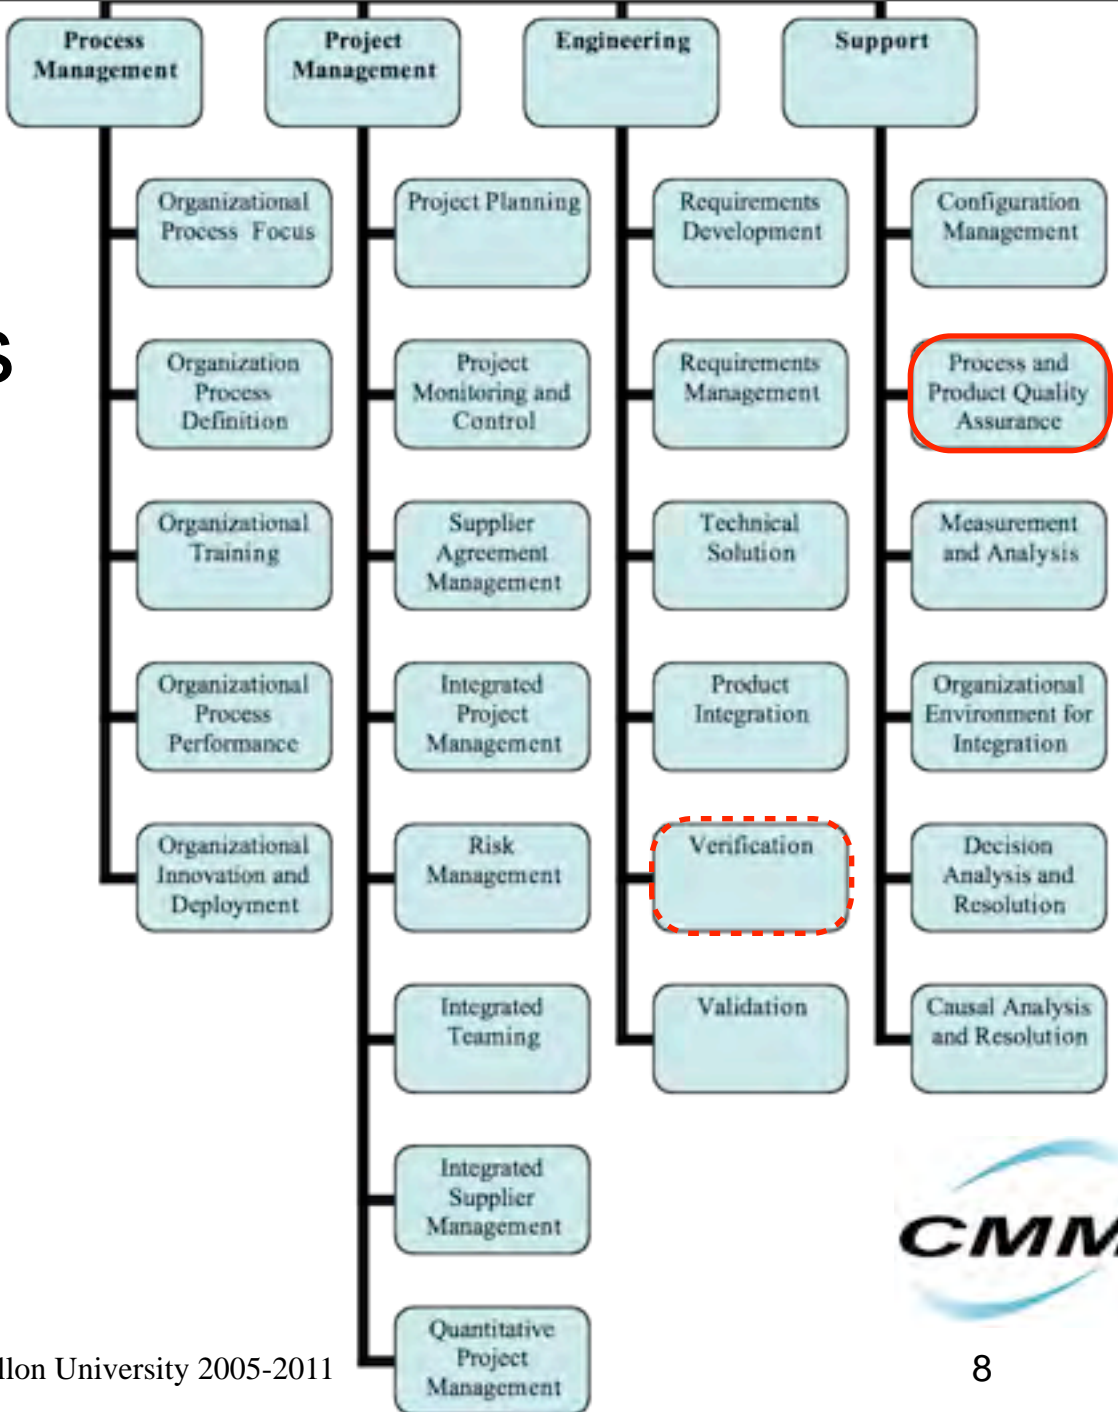 Process
Management
Project
Management
Engineering
Support
Organizational
Process Focus
Organization
Process
Definition
Organizational
Training
Organizational
Process
Performance
Organizational
Innovation and
Deployment
Project Planning
Project
Monitoring and
Control
Supplier
Agreement
Management
Integrated
Project
Management
Risk
Management
Integrated
Teaming
Integrated
Supplier
Management
Quantitative
Project
Management
Requirements
Development
Requirements
Management
Technical
Solution
Product
Integration
Verification
Validation
Configuration
Management
Process and
Product Quality
Assurance
Measurement
and Analysis
Organizational
Environment for
Integration
Decision
Analysis and
Resolution
Causal Analysis
and Resolution
s
CMM
llon University 2005-2011
8